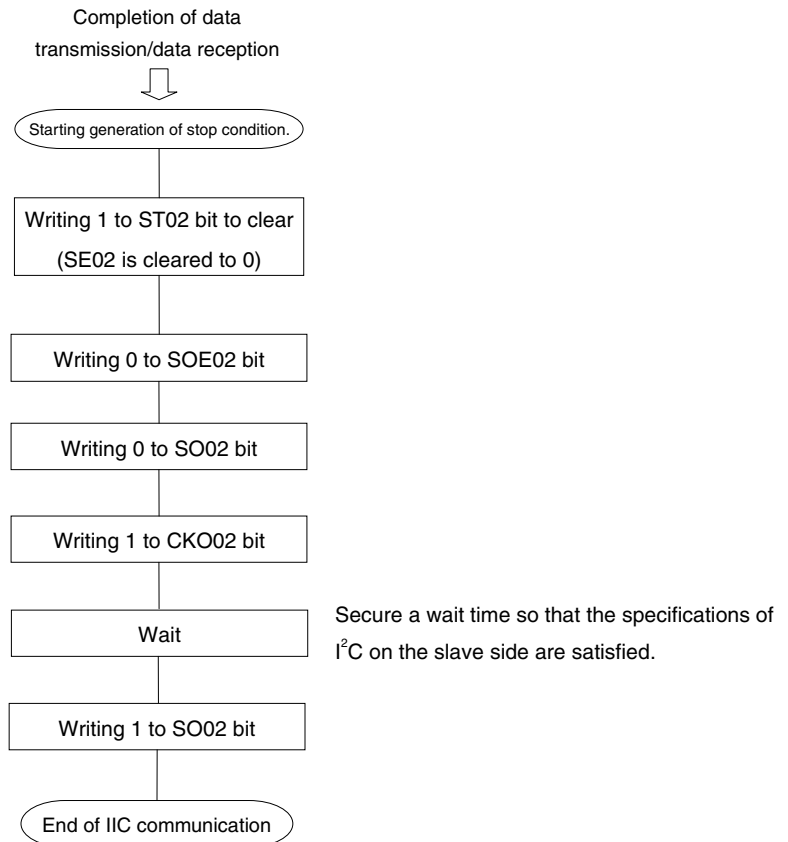 Completion of data
transmission/data reception
Starting generation of stop condition.
Writing 1 to ST02 bit to clear
(SE02 is cleared to 0)
Writing 0 to SOE02 bit
Writing 0 to SO02 bit
Writing 1 to CKO02 bit
Wait
Secure a wait time so that the specifications of
I²C on the slave side are satisfied.
Writing 1 to SO02 bit
End of IIC communication